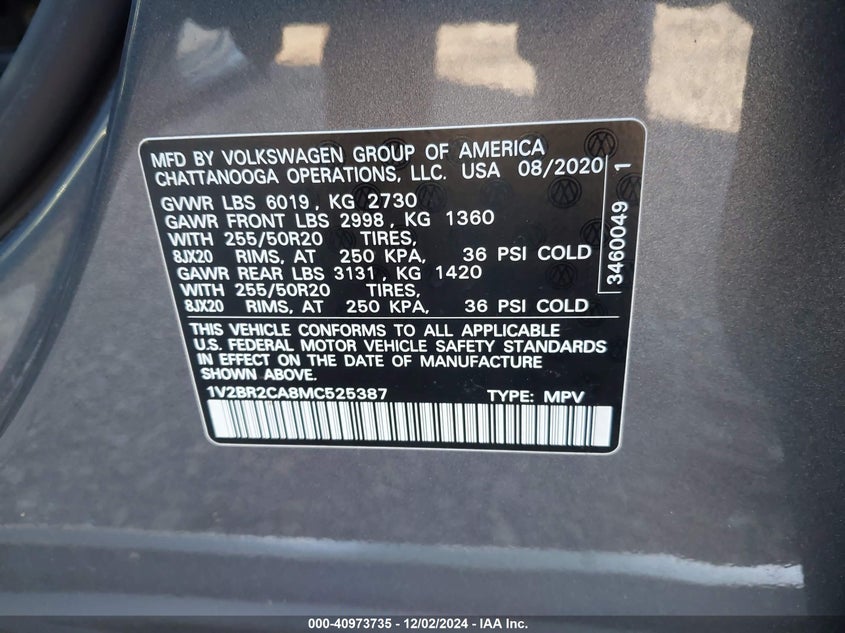 MFD BY VOLKSWAGEN GROUP OF AMERICA
CHATTANOOGA OPERATIONS, LLC. USA 08/2020
GVWR LBS 6019, KG 2730
GAWR FRONT LBS 2998, KG 1360
WITH 255/50R20 TIRES,
8JX20 RIMS, AT 250 KPA, 36 PSI COLD
GAWR REAR LBS 3131, KG 1420
WITH 255/50R20 TIRES,
8JX20 RIMS, AT 250 KPA, 36 PSI COLD
3460049 1
THIS VEHICLE CONFORMS TO ALL APPLICABLE
U.S. FEDERAL MOTOR VEHICLE SAFETY STANDARDS
IN EFFECT ON THE DATE OF MANUFACTURE
SHOWN ABOVE.
1V2BR2CA8MC525387 TYPE: MPV
000-40973735 - 12/02/2024 - IAA Inc.